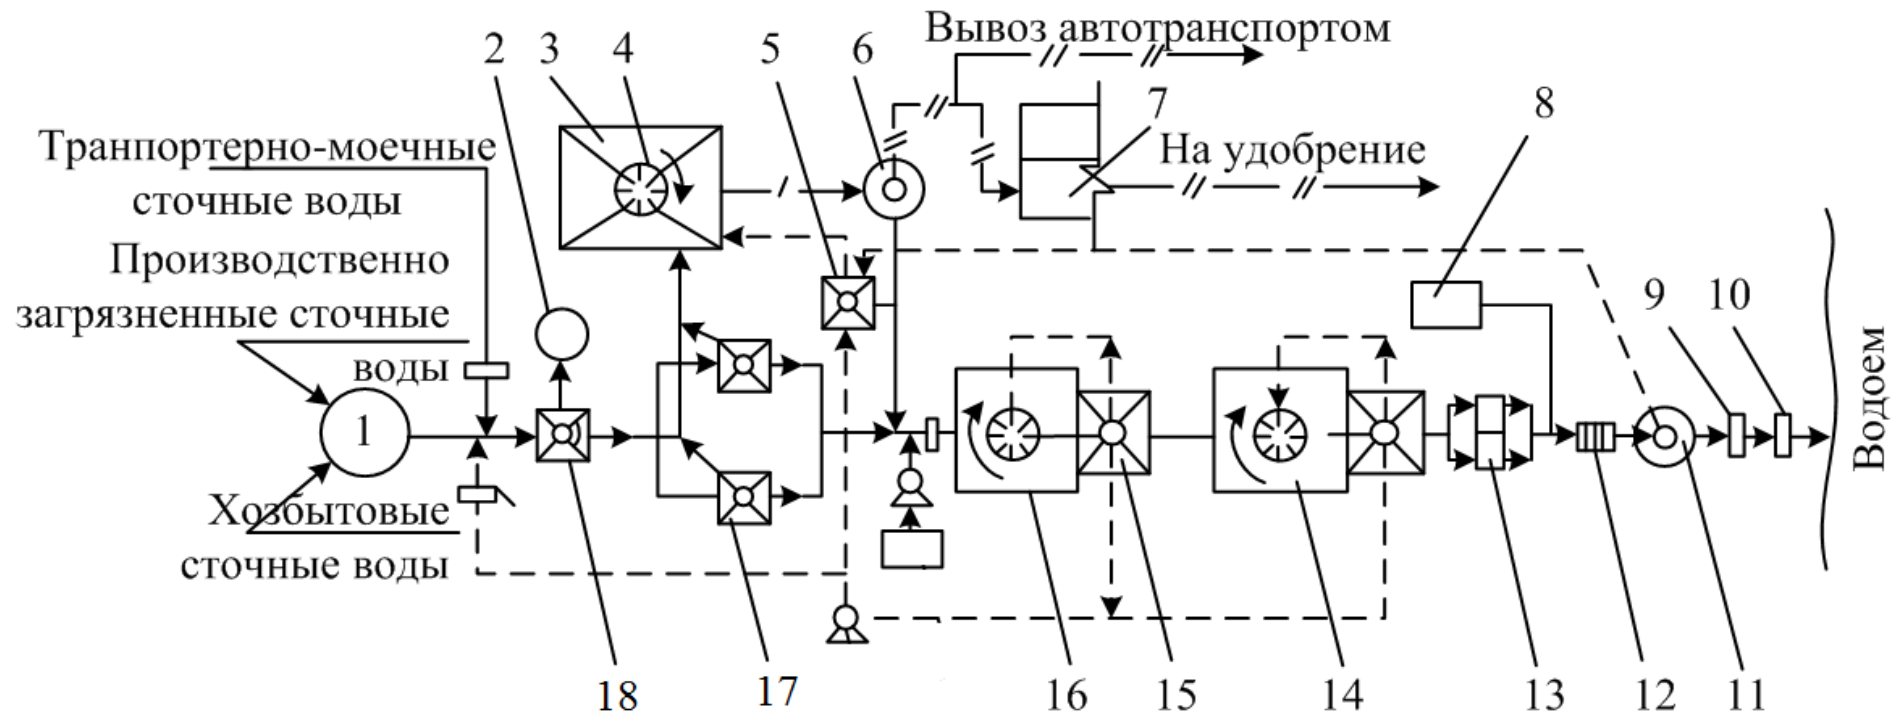 Вывоз автотранспортом
2 3 4 5 6
7 8
Транпортерно-моечные
сточные воды
На удобрение
Производственно
загрязненные сточные
воды
9 10
1
Водоем
Хозбытовые
сточные воды
18 17 16 15 14 13 12 11